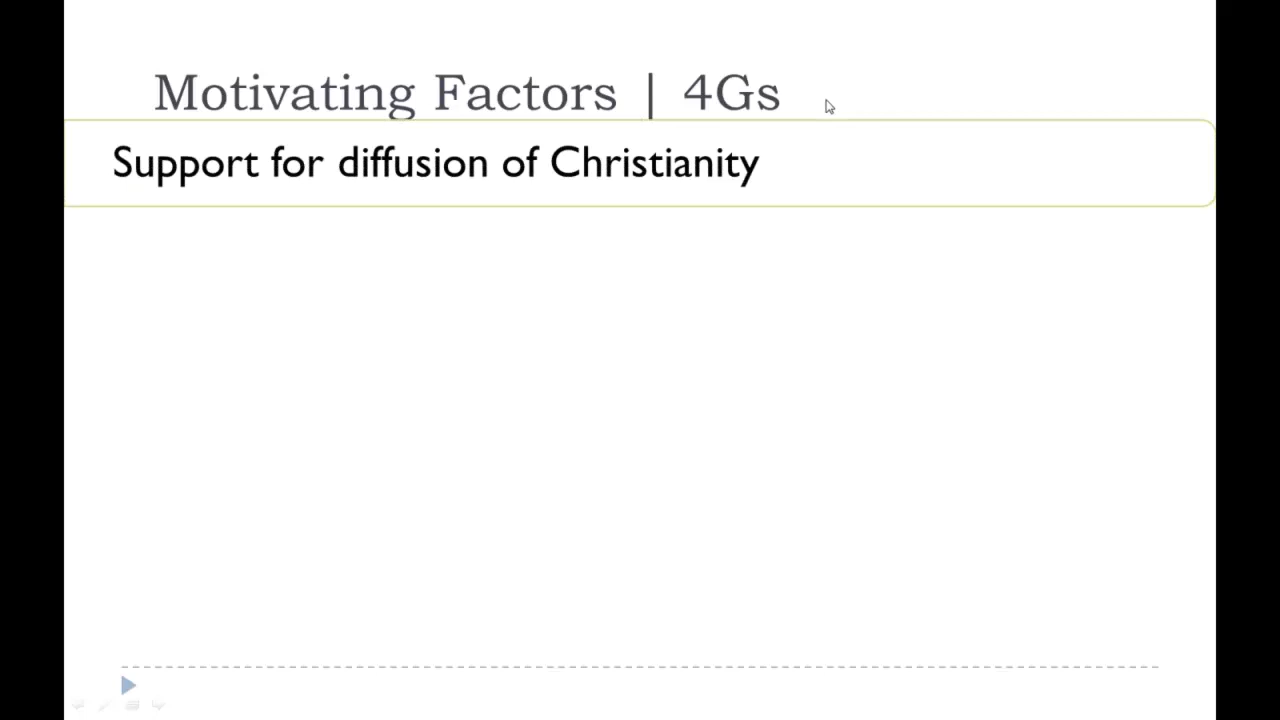 Motivating Factors | 4Gs
Support for diffusion of Christianity